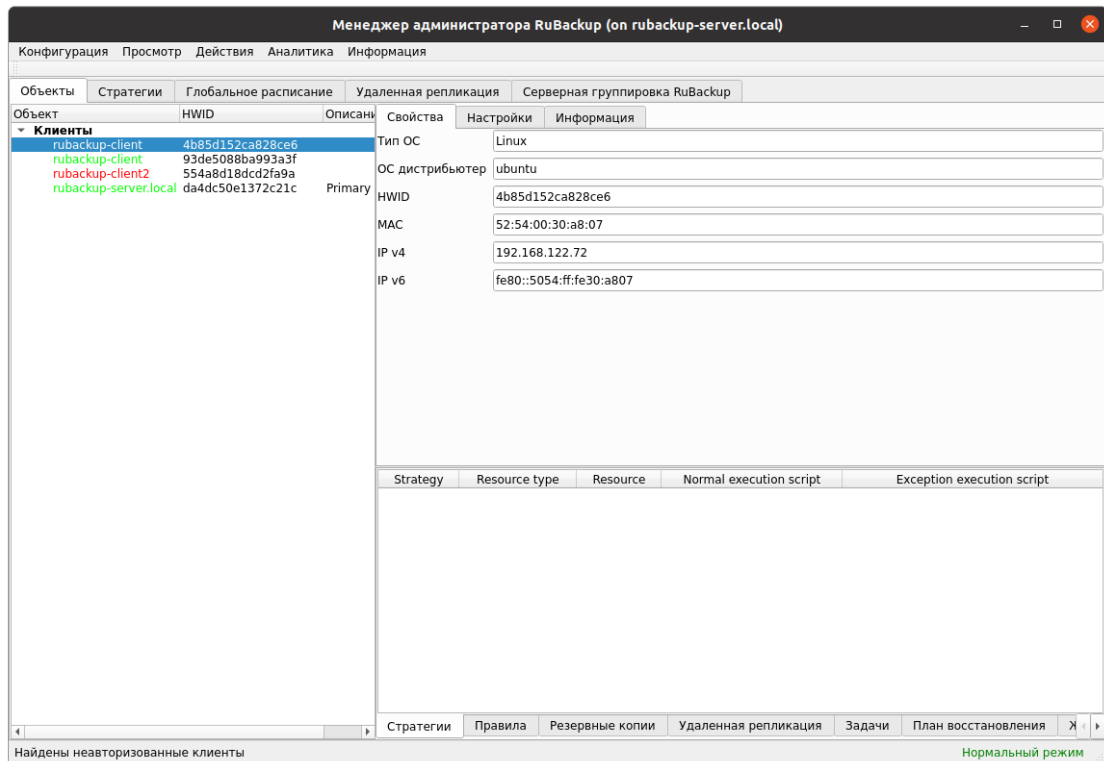 Менеджер администратора RuBackup (on rubackup-server.local)
Конфигурация Просмотр Действия Аналитика Информация
Объекты Стратегии Глобальное расписание Удаленная репликация Серверная группировка RuBackup
Объект HWID Описани
Клиенты
rubackup-client 4b85d152ca828ce6
rubackup-client 93de5088ba993a3f
rubackup-client2 554a8d18dcd2fa9a
rubackup-server.local da4dc50e1372c21c Primary
Свойства Настройки Информация
Тип ОС Linux
ОС дистрибьютер ubuntu
HWID 4b85d152ca828ce6
MAC 52:54:00:30:a8:07
IP v4 192.168.122.72
IP v6 fe80::5054:ff:fe30:a807
Strategy Resource type Resource Normal execution script Exception execution script
Стратегии Правила Резервные копии Удаленная репликация Задачи План восстановления Ж
Найдены неавторизованные клиенты Нормальный режим